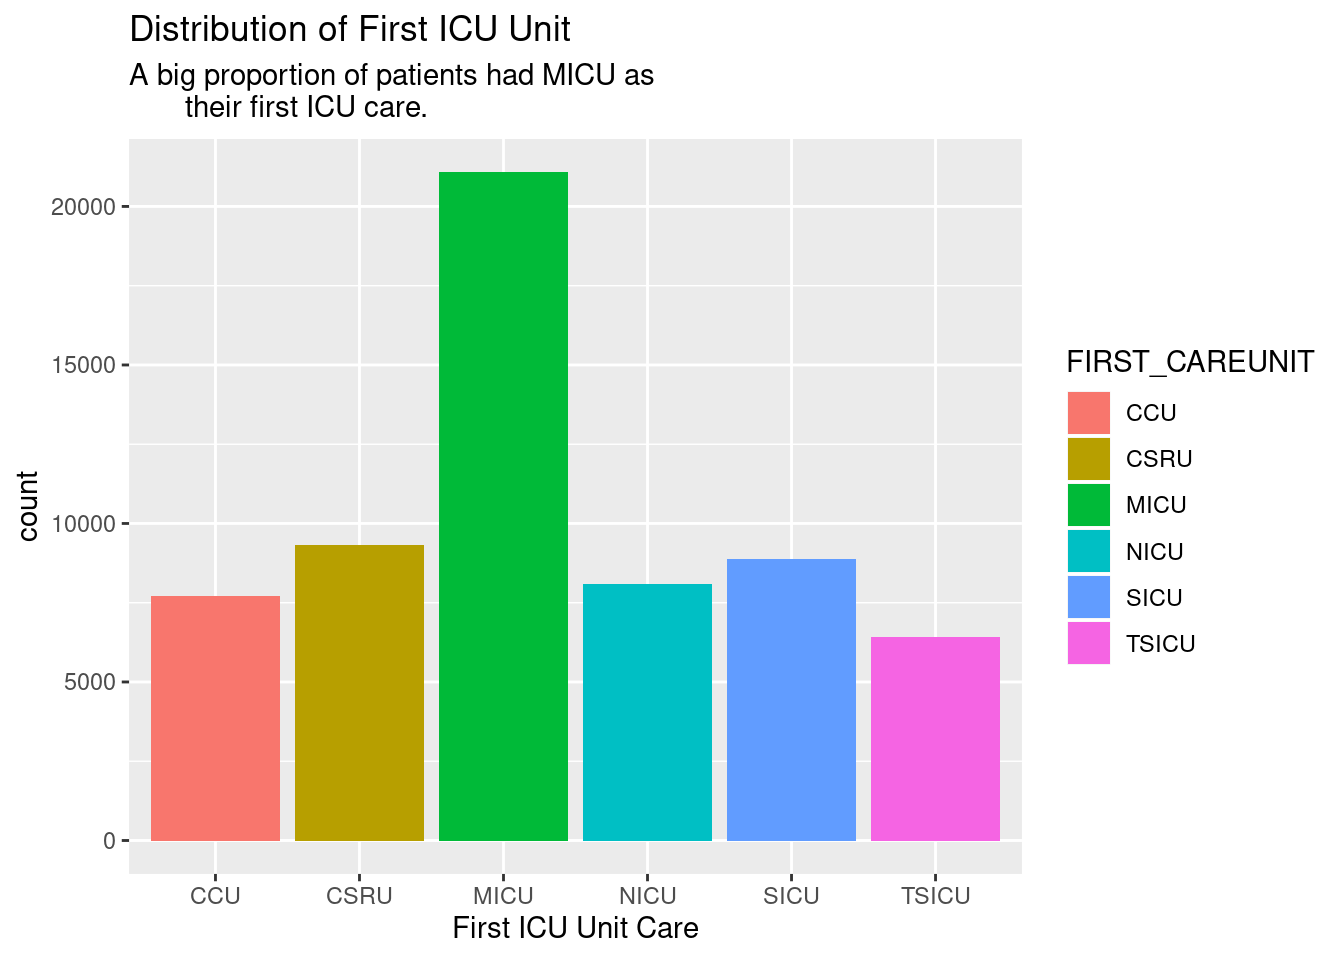 Distribution of First ICU Unit
A big proportion of patients had MICU as
their first ICU care.
20000
15000
10000
5000
0
count
CCU
CSRU
MICU
NICU
SICU
TSICU
First ICU Unit Care
FIRST_CAREUNIT
CCU
CSRU
MICU
NICU
SICU
TSICU